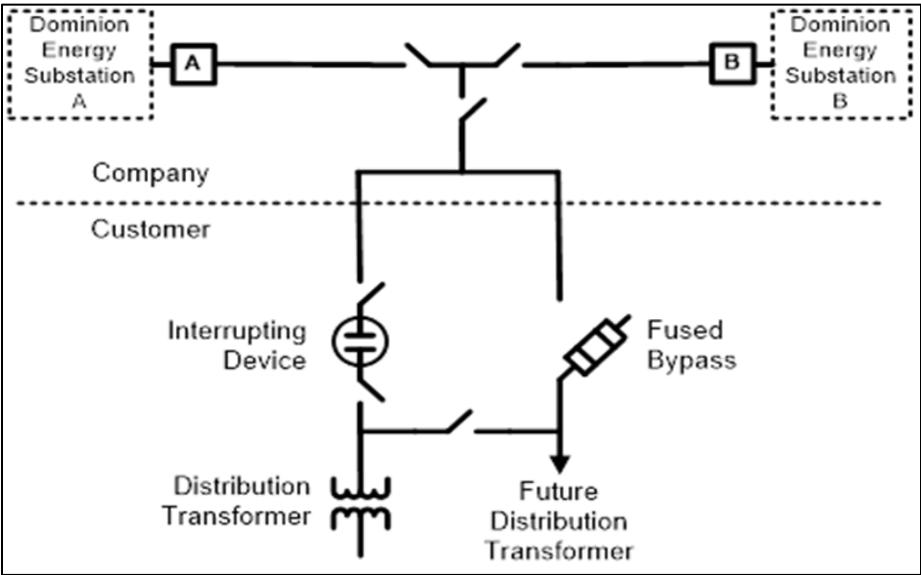 Dominion
Energy
Substation
A
A
B
Dominion
Energy
Substation
B
Company
Customer
Interrupting
Device
Fused
Bypass
Distribution
Transformer
Future
Distribution
Transformer